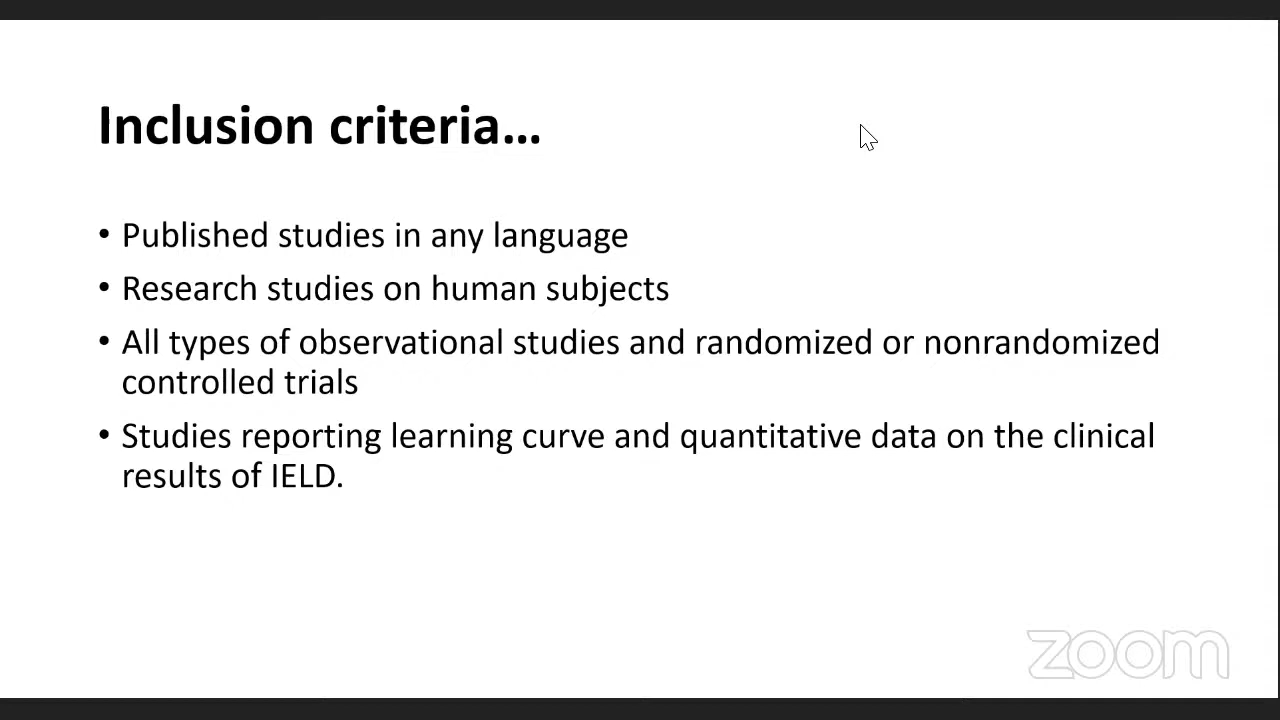 Inclusion criteria...
• Published studies in any language
• Research studies on human subjects
• All types of observational studies and randomized or nonrandomized
controlled trials
• Studies reporting learning curve and quantitative data on the clinical
results of IELD.
zoom